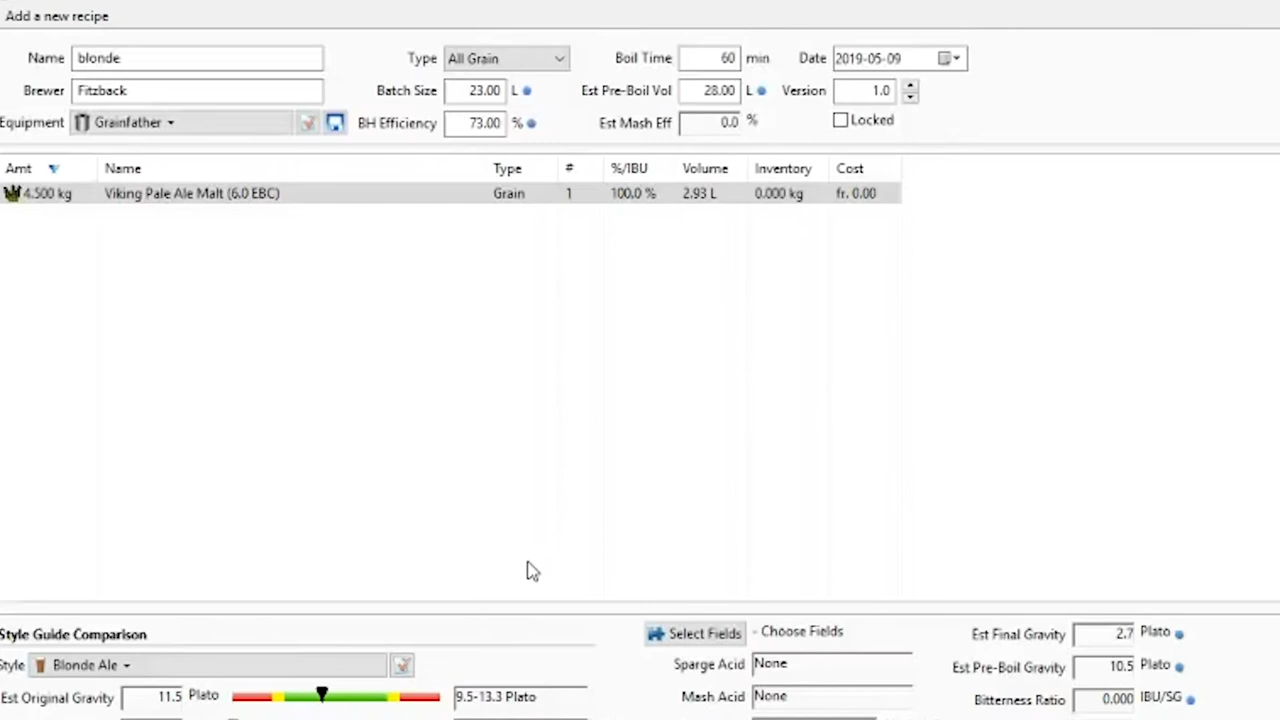 Add a new recipe
Name blonde Type All Grain Boil Time 60 min Date 2019-05-09
Brewer Fitzback Batch Size 23.00 L Est Pre-Boil Vol 28.00 L Version 1.0
Equipment Grainfather BH Efficiency 73.00 % Est Mash Eff 0.0 % Locked
Amt Name Type # %/IBU Volume Inventory Cost
4.500 kg Viking Pale Ale Malt (6.0 EBC) Grain 1 100.0 % 2.93 L 0.000 kg fr. 0.00
Style Guide Comparison Select Fields - Choose Fields Est Final Gravity 2.7 Plato
Style Blonde Ale Sparge Acid None Est Pre-Boil Gravity 10.5 Plato
Est Original Gravity 11.5 Plato 9.5-13.3 Plato Mash Acid None Bitterness Ratio 0.000 IBU/SG